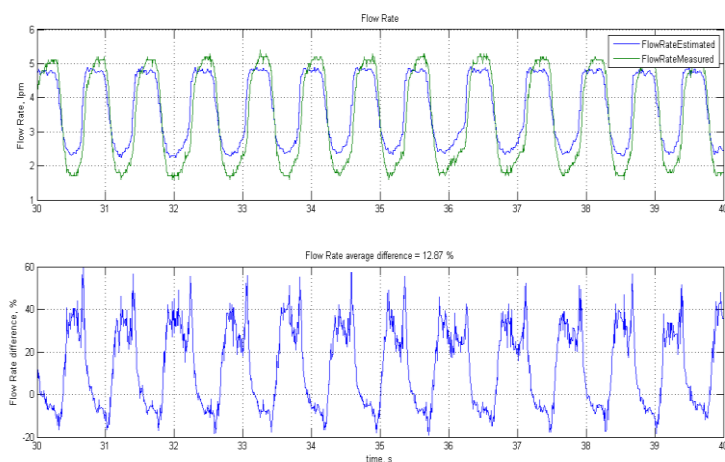 Flow Rate
6
5
4
3
2
1
Flow Rate, lpm
FlowRateEstimated
FlowRateMeasured
30 31 32 33 34 35 36 37 38 39 40
Flow Rate average difference = 12.87 %
60
40
20
0
-20
Flow Rate difference, %
30 31 32 33 34 35 36 37 38 39 40
time, s